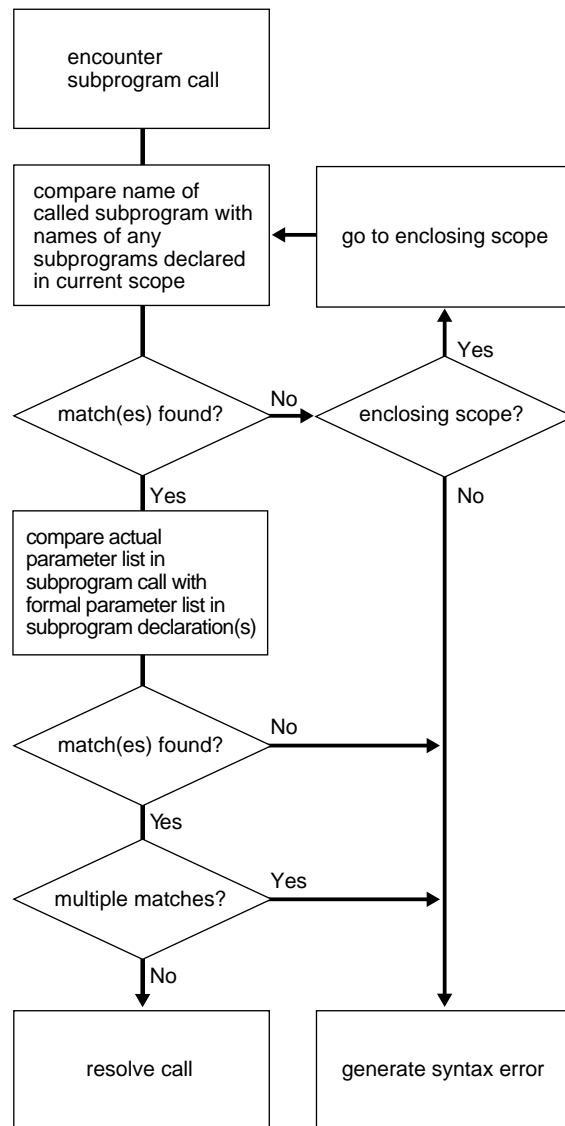 encounter
subprogram call
compare name of
called subprogram with
names of any
subprograms declared
in current scope
go to enclosing scope
Yes
match(es) found?
No
enclosing scope?
Yes
No
compare actual
parameter list in
subprogram call with
formal parameter list in
subprogram declaration(s)
match(es) found?
No
Yes
multiple matches?
Yes
No
resolve call
generate syntax error